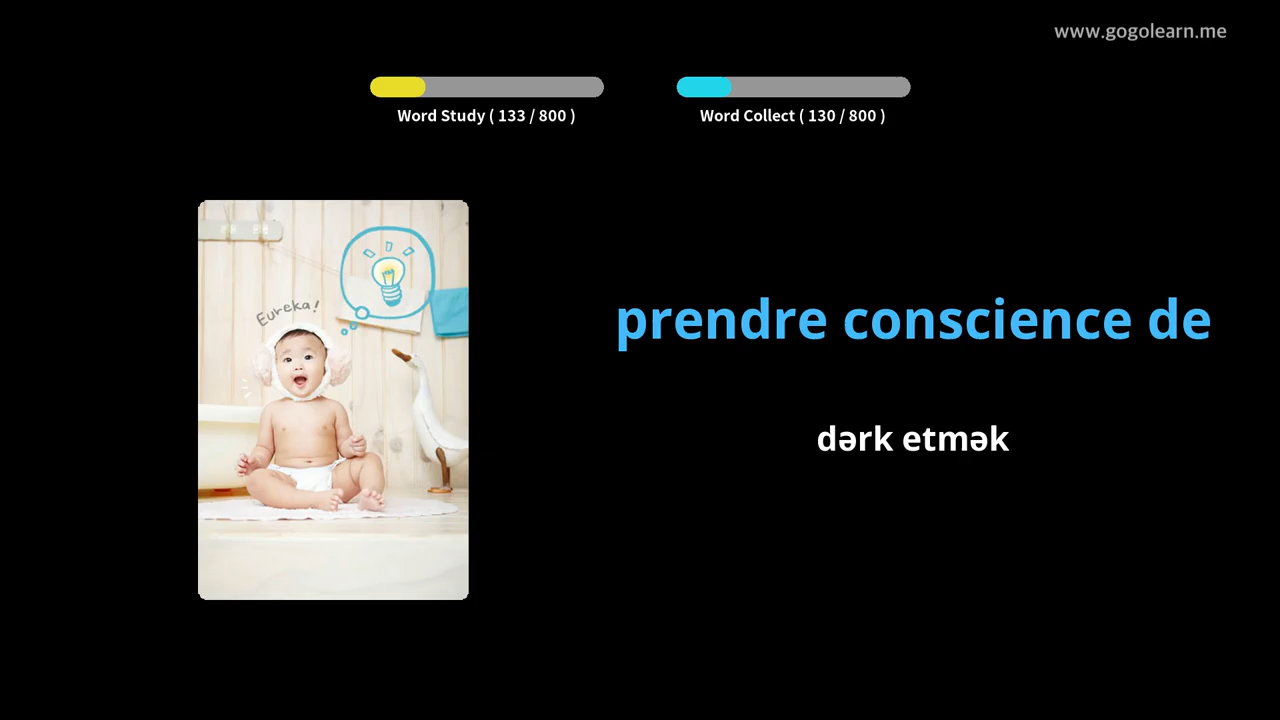 www.gogolearn.me
Word Study ( 133 / 800 )
Word Collect ( 130 / 800 )
Eureka!
prendre conscience de
dərk etmək